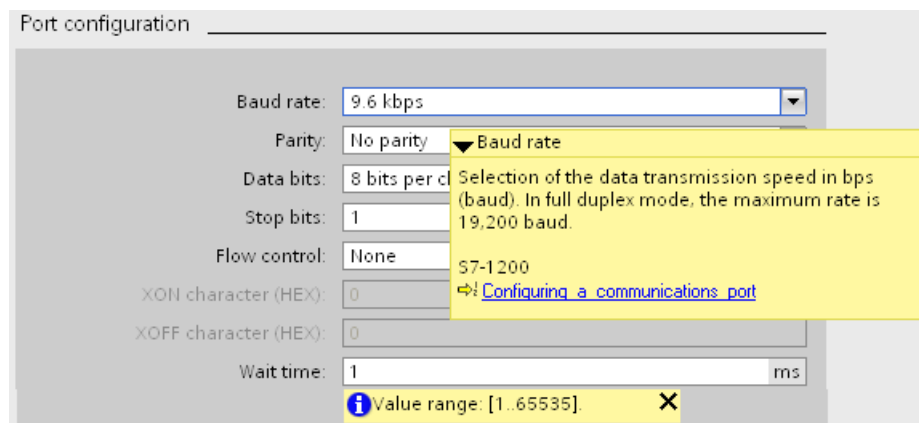 Port configuration
Baud rate: 9.6 kbps
Parity: No parity
Baud rate
Data bits: 8 bits per
Selection of the data transmission speed in bps
(baud). In full duplex mode, the maximum rate is
19,200 baud.
Stop bits: 1
Flow control: None
S7-1200
Configuring a communications port
XON character (HEX): 0
XOFF character (HEX): 0
Wait time: 1 ms
Value range: [1..65535].